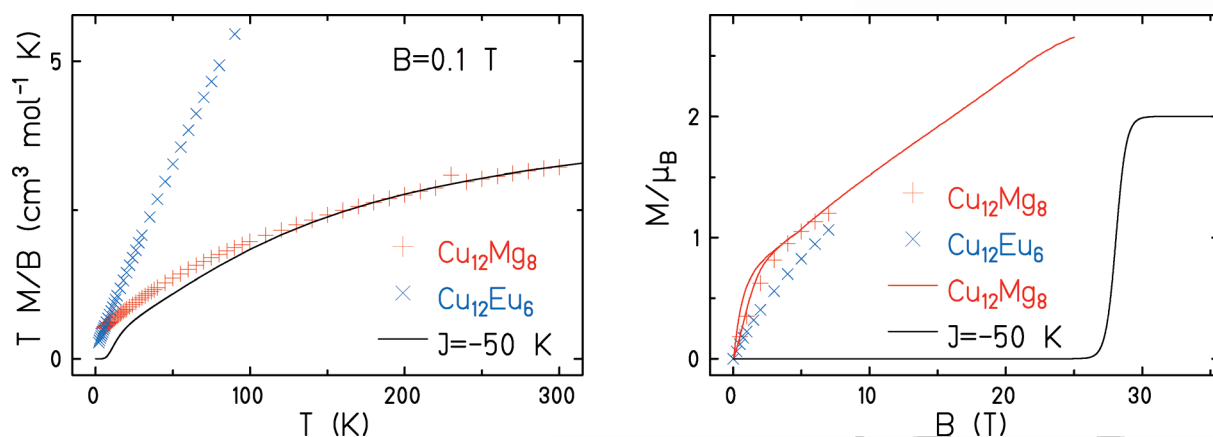 T M/B (cm³ mol⁻¹ K)
5
0
B=0.1 T
Cu₁₂Mg₈
Cu₁₂Eu₆
J=−50 K
0 100 200 300
T (K)
M/μ_B
2
1
0
Cu₁₂Mg₈
Cu₁₂Eu₆
Cu₁₂Mg₈
J=−50 K
0 10 20 30
B (T)